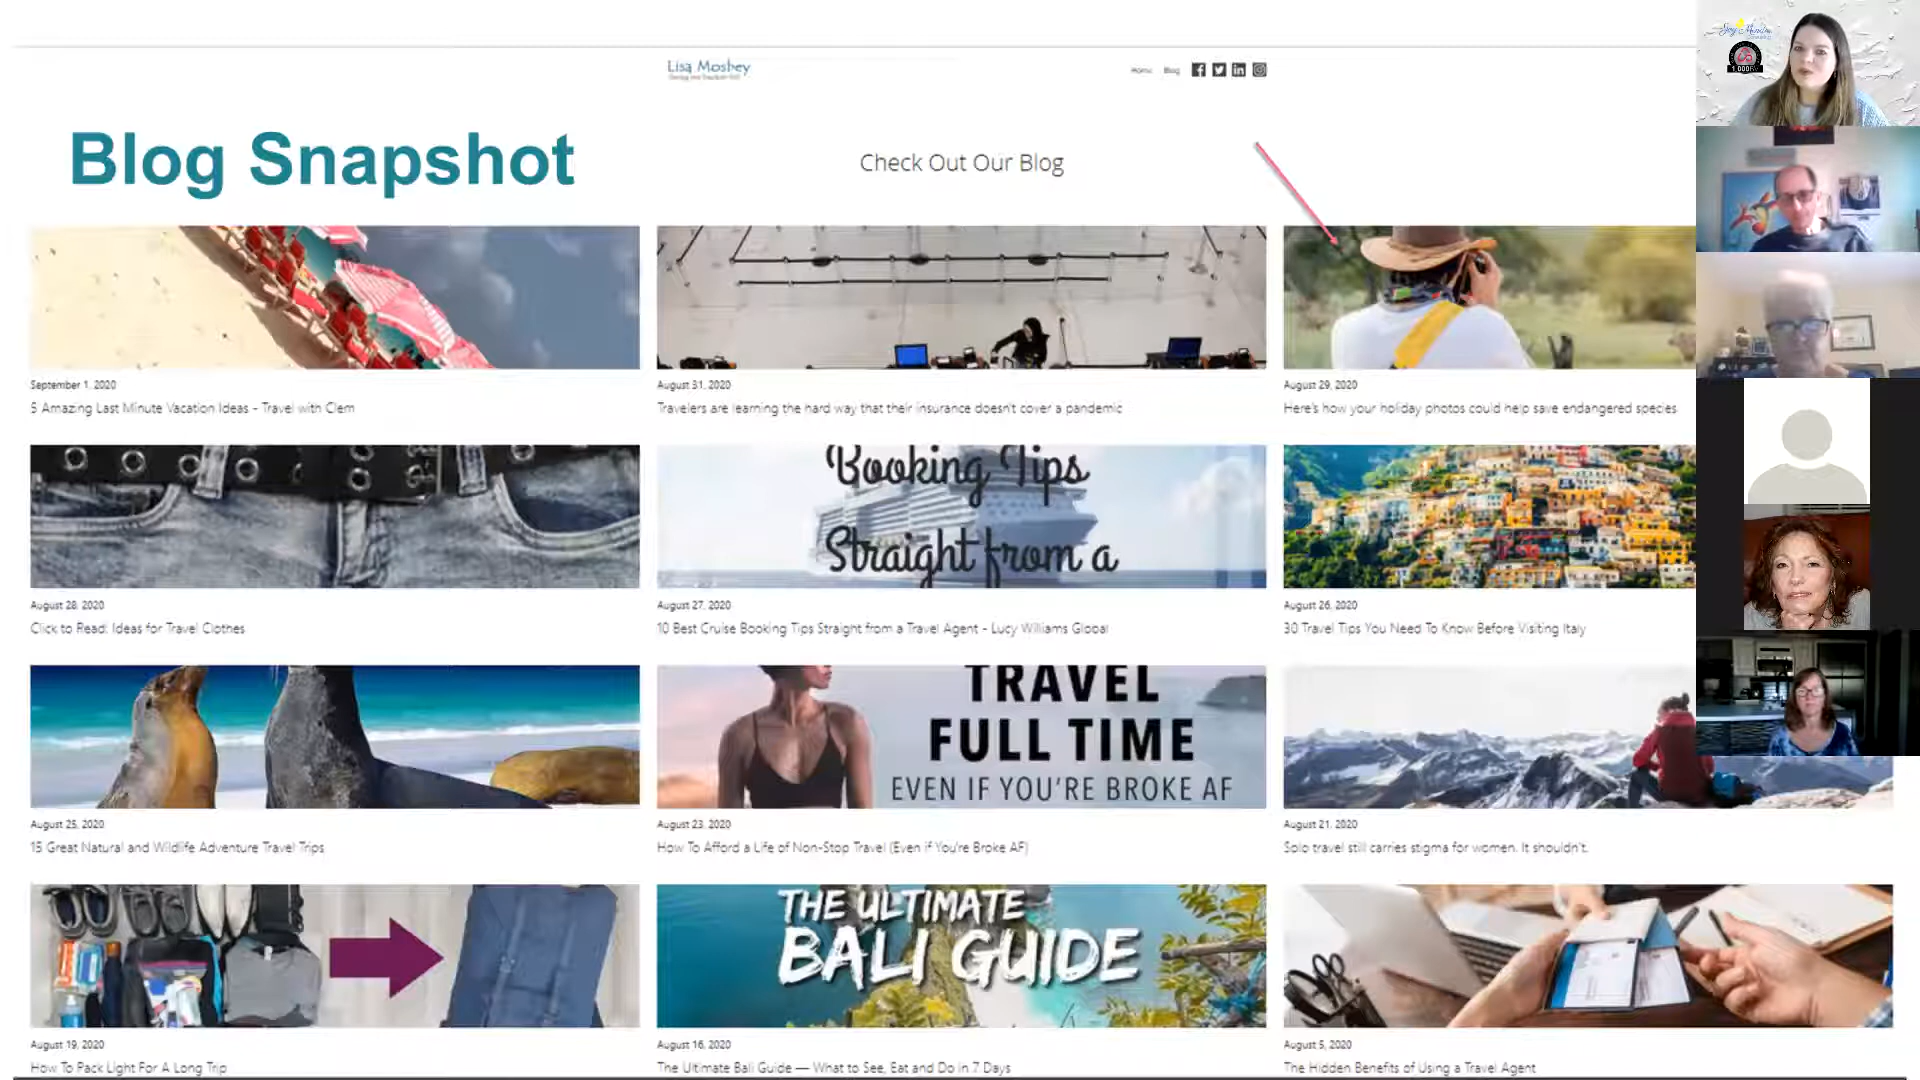 Lisa Moshey
Home Blog
Blog Snapshot
Check Out Our Blog
September 1, 2020
5 Amazing Last Minute Vacation Ideas - Travel with Clem
August 31, 2020
Travelers are learning the hard way that their insurance doesn't cover a pandemic
August 29, 2020
Here's how your holiday photos could help save endangered species
Booking Tips
Straight from a
August 28, 2020
Click to Read: Ideas for Travel Clothes
August 27, 2020
10 Best Cruise Booking Tips Straight from a Travel Agent - Lucy Williams Global
August 26, 2020
30 Travel Tips You Need To Know Before Visiting Italy
TRAVEL
FULL TIME
EVEN IF YOU'RE BROKE AF
August 25, 2020
15 Great Natural and Wildlife Adventure Travel Trips
August 23, 2020
How To Afford a Life of Non-Stop Travel (Even if You're Broke AF)
August 21, 2020
Solo travel still carries stigma for women. It shouldn't.
THE ULTIMATE
BALI GUIDE
August 19, 2020
How To Pack Light For A Long Trip
August 16, 2020
The Ultimate Bali Guide — What to See, Eat and Do in 7 Days
August 5, 2020
The Hidden Benefits of Using a Travel Agent